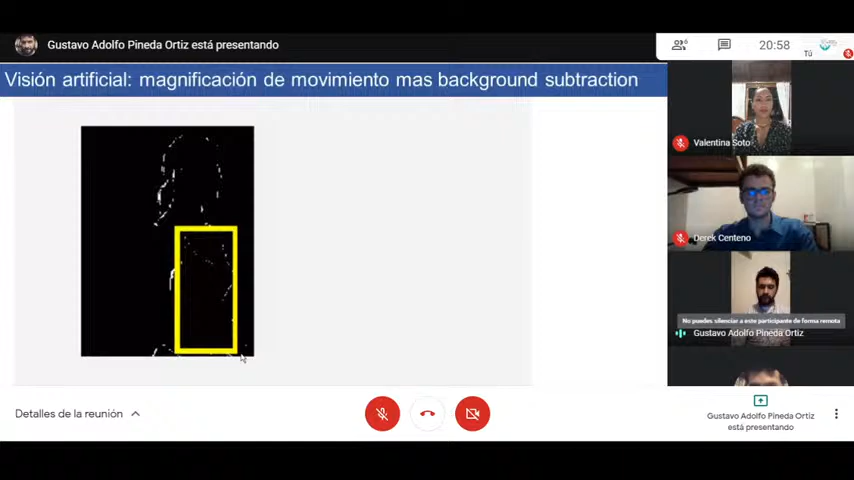 Gustavo Adolfo Pineda Ortiz está presentando
6
20:58
Tú
Visión artificial: magnificación de movimiento mas background subtraction
Valentina Soto
Derek Centeno
No puedes silenciar a este participante de forma remota
Gustavo Adolfo Pineda Ortiz
Detalles de la reunión
Gustavo Adolfo Pineda Ortiz
está presentando